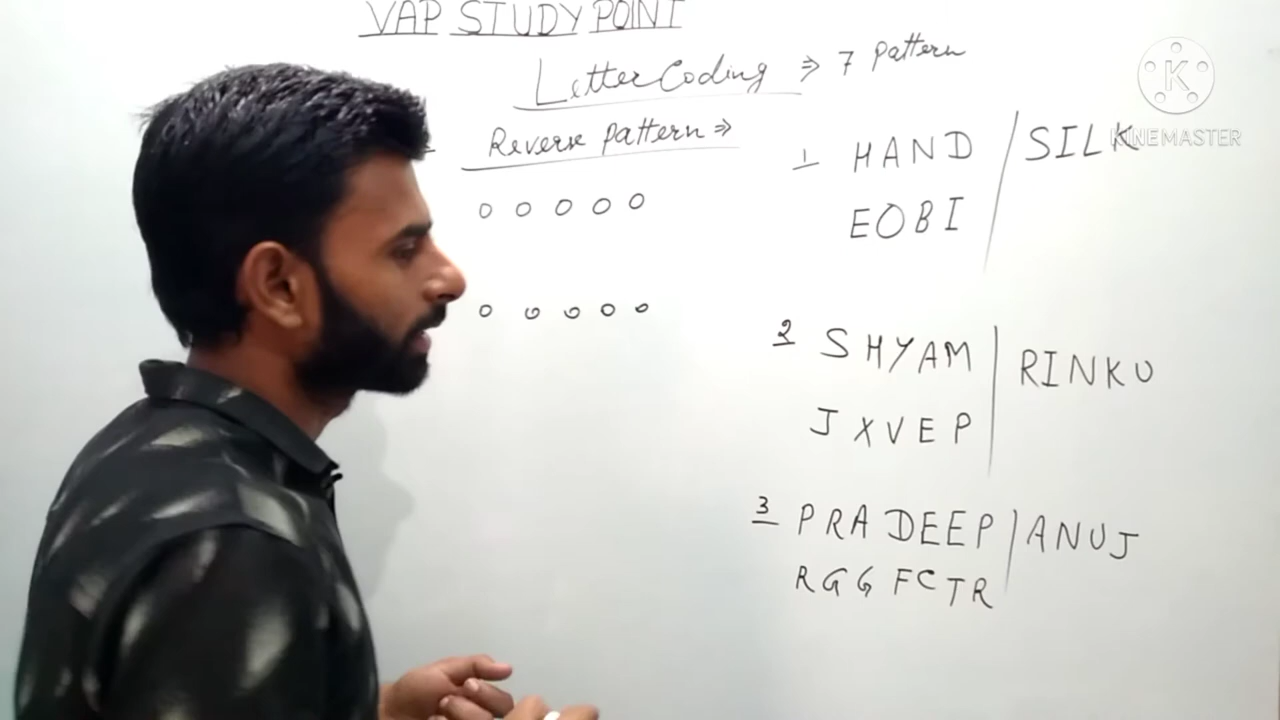 VAP STUDY POINT
Letter Coding ⇒ 7 pattern
Reverse pattern ⇒
○ ○ ○ ○ ○
○ ○ ○ ○ ○
1 HAND / SILK
EOBI
2 SHYAM | RINKU
JXVEP
3 PRADEEP / ANUJ
RGGFCTR
K
KINEMASTER